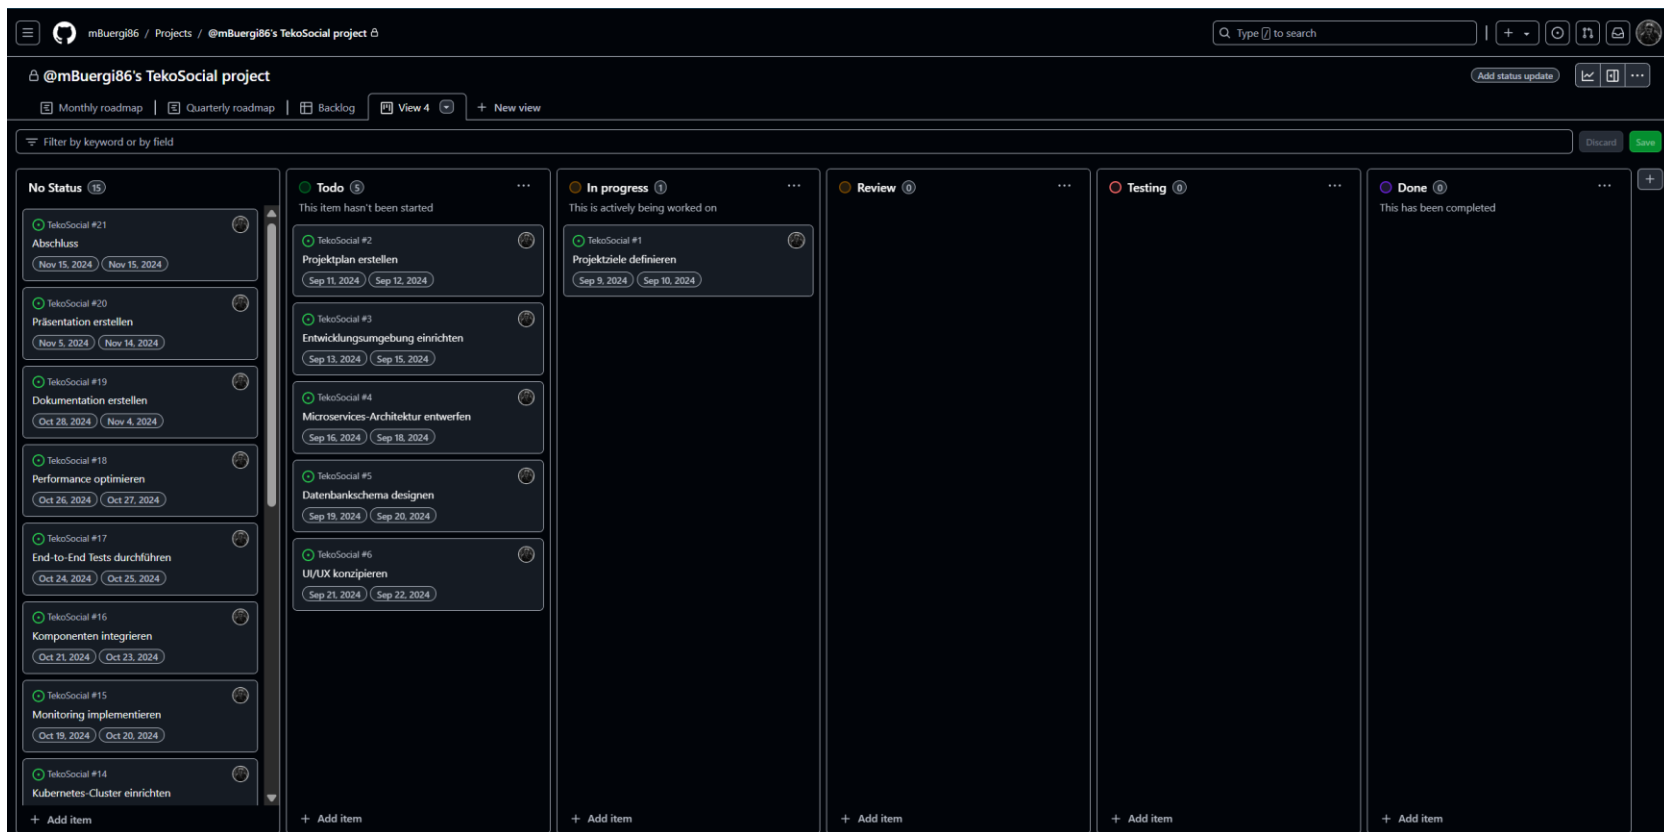 mBuergi86 / Projects / @mBuergi86's TekoSocial project
Type / to search
@mBuergi86's TekoSocial project
Add status update
Monthly roadmap
Quarterly roadmap
Backlog
View 4
New view
Filter by keyword or by field
Discard
Save
No Status 15
TekoSocial #21
Abschluss
Nov 15, 2024 Nov 15, 2024
TekoSocial #20
Präsentation erstellen
Nov 5, 2024 Nov 14, 2024
TekoSocial #19
Dokumentation erstellen
Oct 28, 2024 Nov 4, 2024
TekoSocial #18
Performance optimieren
Oct 26, 2024 Oct 27, 2024
TekoSocial #17
End-to-End Tests durchführen
Oct 24, 2024 Oct 25, 2024
TekoSocial #16
Komponenten integrieren
Oct 21, 2024 Oct 23, 2024
TekoSocial #15
Monitoring implementieren
Oct 19, 2024 Oct 20, 2024
TekoSocial #14
Kubernetes-Cluster einrichten
+ Add item
Todo 5
This item hasn't been started
TekoSocial #2
Projektplan erstellen
Sep 11, 2024 Sep 12, 2024
TekoSocial #3
Entwicklungsumgebung einrichten
Sep 13, 2024 Sep 15, 2024
TekoSocial #4
Microservices-Architektur entwerfen
Sep 16, 2024 Sep 18, 2024
TekoSocial #5
Datenbankschema designen
Sep 19, 2024 Sep 20, 2024
TekoSocial #6
UI/UX konzipieren
Sep 21, 2024 Sep 22, 2024
+ Add item
In progress 1
This is actively being worked on
TekoSocial #1
Projektziele definieren
Sep 9, 2024 Sep 10, 2024
+ Add item
Review 0
+ Add item
Testing 0
+ Add item
Done 0
This has been completed
+ Add item